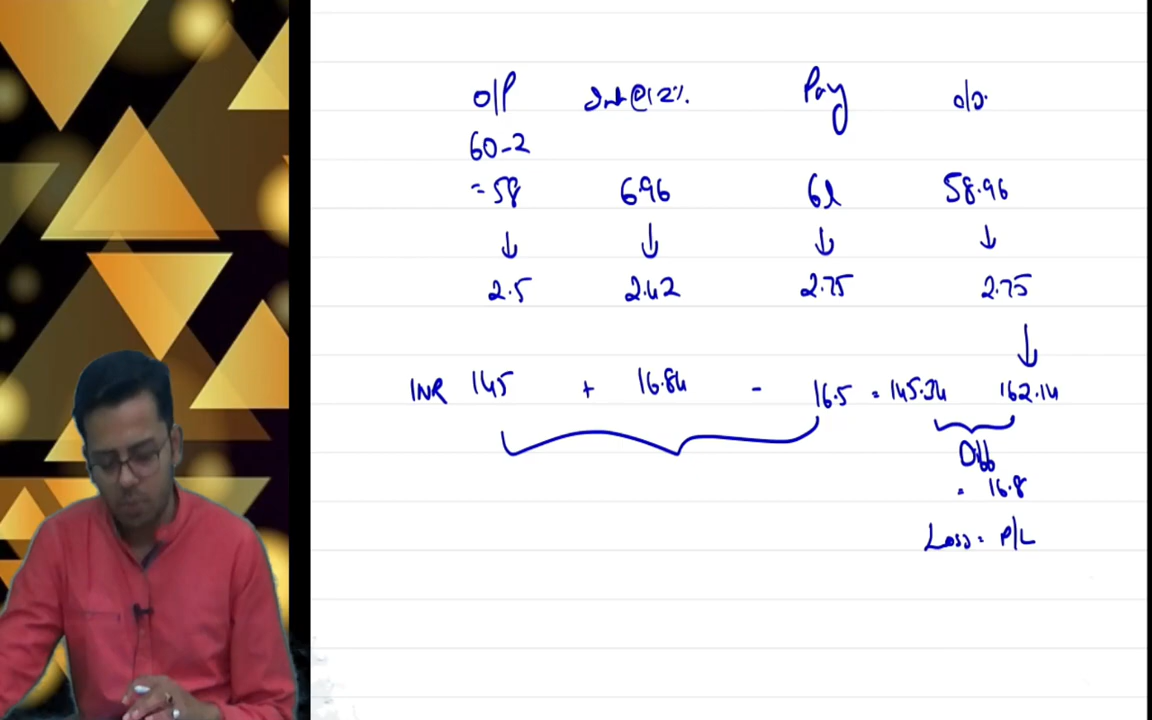 O/P Int@12% Pay O/S.
60-2
= 58 6.96 6L 58.96
↓ ↓ ↓ ↓
2.5 2.42 2.75 2.75
↓
INR 145 + 16.84 - 16.5 = 145.34 162.14
Diff
= 16.8
Loss = P/L